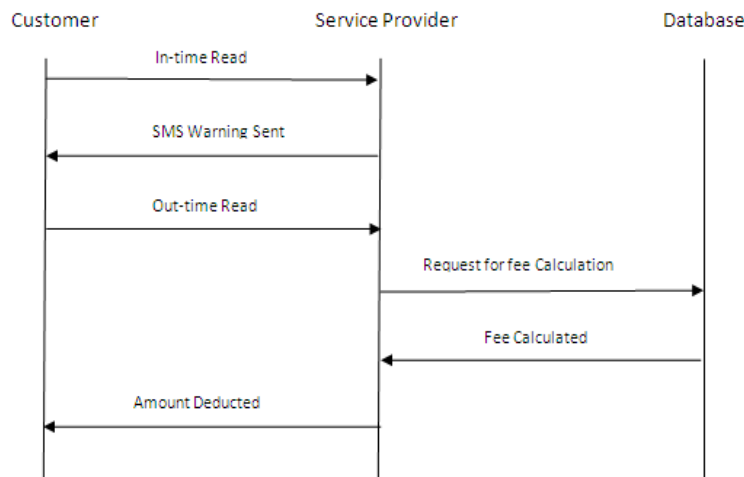 Customer
Service Provider
Database
In-time Read
SMS Warning Sent
Out-time Read
Request for fee Calculation
Fee Calculated
Amount Deducted